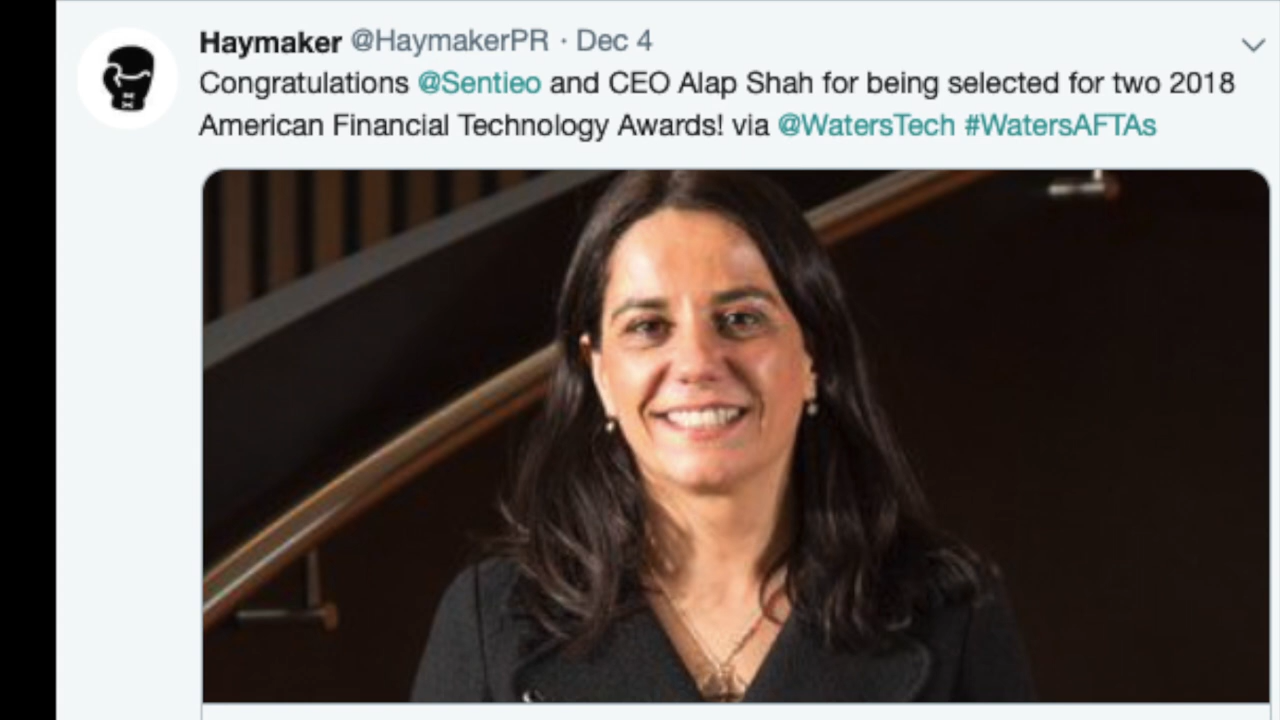 Haymaker @HaymakerPR · Dec 4
Congratulations @Sentieo and CEO Alap Shah for being selected for two 2018
American Financial Technology Awards! via @WatersTech #WatersAFTAs